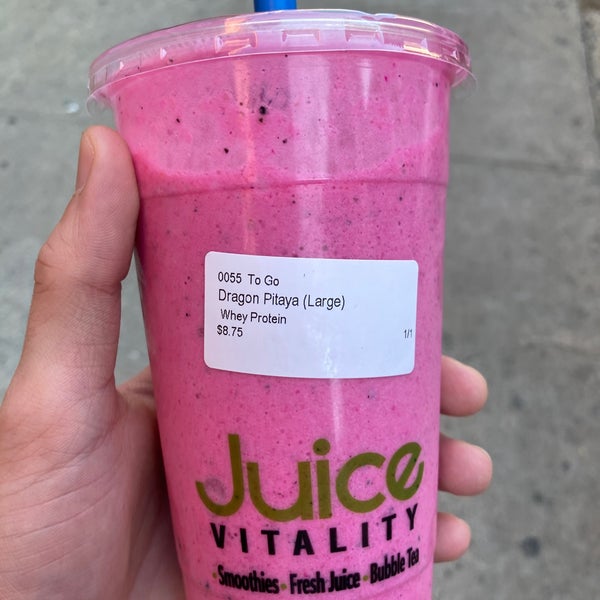 0055 To Go
Dragon Pitaya (Large)
Whey Protein
$8.75 1/1
Juice
VITALITY
• Smoothies • Fresh Juice • Bubble Tea